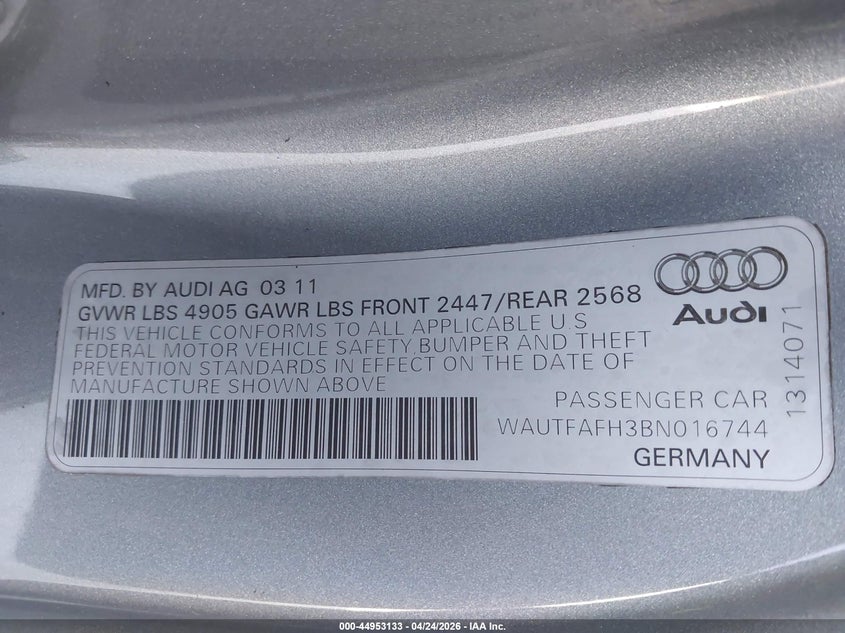 MFD. BY AUDI AG 03 11
GVWR LBS 4905 GAWR LBS FRONT 2447/REAR 2568
THIS VEHICLE CONFORMS TO ALL APPLICABLE U.S
FEDERAL MOTOR VEHICLE SAFETY,BUMPER AND THEFT
PREVENTION STANDARDS IN EFFECT ON THE DATE OF
MANUFACTURE SHOWN ABOVE
Audi
PASSENGER CAR
WAUTFAFH3BN016744
GERMANY
1314071
000-44953133 - 04/24/2026 - IAA Inc.